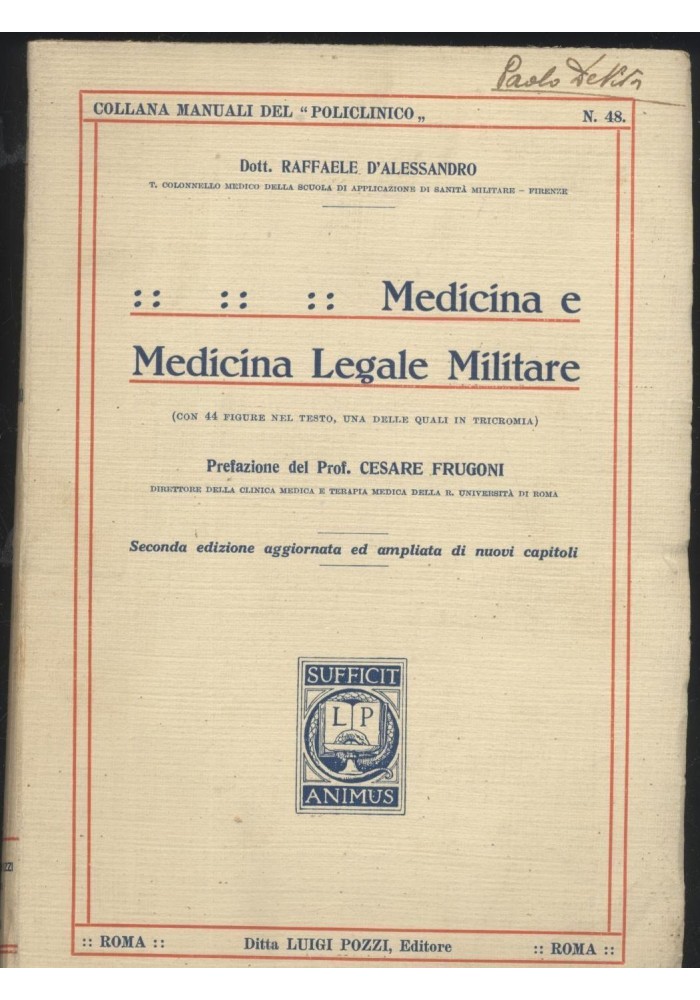 Paolo
COLLANA MANUALI DEL "POLICLINICO„ N. 48.
Dott. RAFFAELE D'ALESSANDRO
T. COLONNELLO MEDICO DELLA SCUOLA DI APPLICAZIONE DI SANITÀ MILITARE – FIRENZE
:: :: :: Medicina e
Medicina Legale Militare
(CON 44 FIGURE NEL TESTO, UNA DELLE QUALI IN TRICROMIA)
Prefazione del Prof. CESARE FRUGONI
DIRETTORE DELLA CLINICA MEDICA E TERAPIA MEDICA DELLA R. UNIVERSITÀ DI ROMA
Seconda edizione aggiornata ed ampliata di nuovi capitoli
SUFFICIT
L P
ANIMUS
:: ROMA :: Ditta LUIGI POZZI, Editore :: ROMA ::